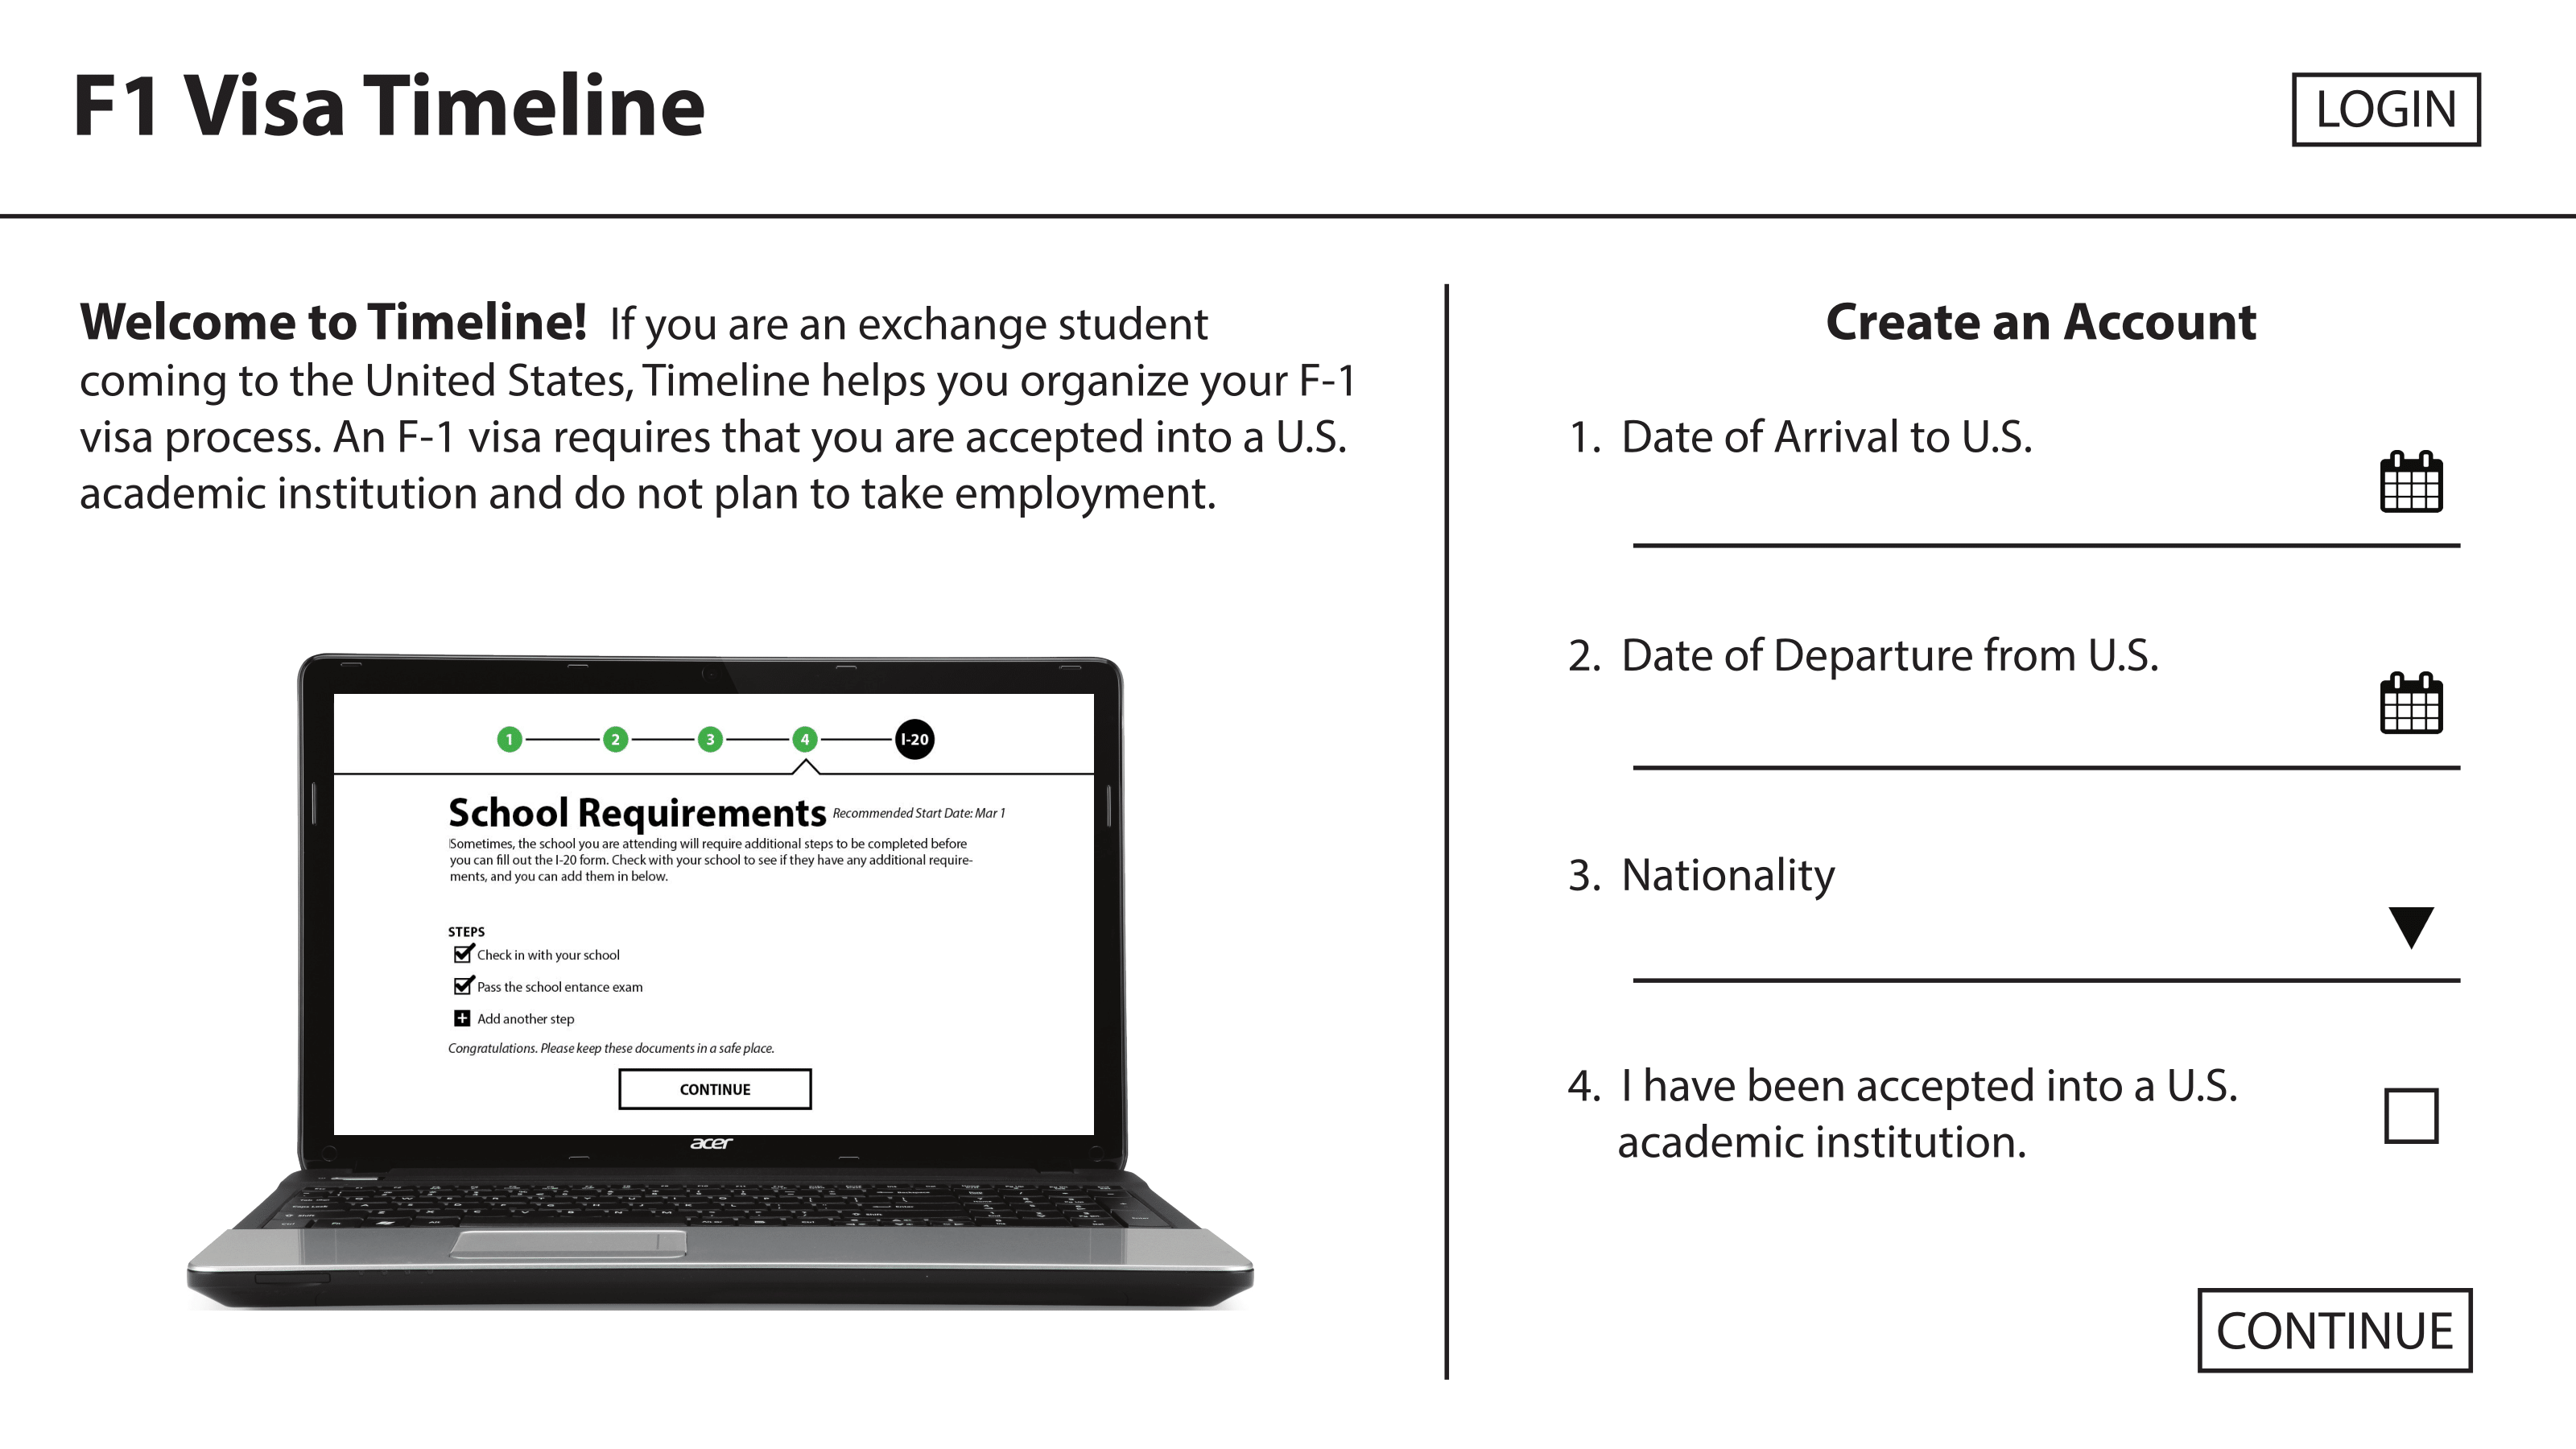 F1 Visa Timeline
LOGIN
Welcome to Timeline! If you are an exchange student
coming to the United States, Timeline helps you organize your F-1
visa process. An F-1 visa requires that you are accepted into a U.S.
academic institution and do not plan to take employment.
1 2 3 4 I-20
School Requirements Recommended Start Date: Mar 1
Sometimes, the school you are attending will require additional steps to be completed before
you can fill out the I-20 form. Check with your school to see if they have any additional require-
ments, and you can add them in below.
STEPS
Check in with your school
Pass the school entance exam
Add another step
Congratulations. Please keep these documents in a safe place.
CONTINUE
acer
Create an Account
1. Date of Arrival to U.S.
2. Date of Departure from U.S.
3. Nationality
4. I have been accepted into a U.S.
academic institution.
CONTINUE